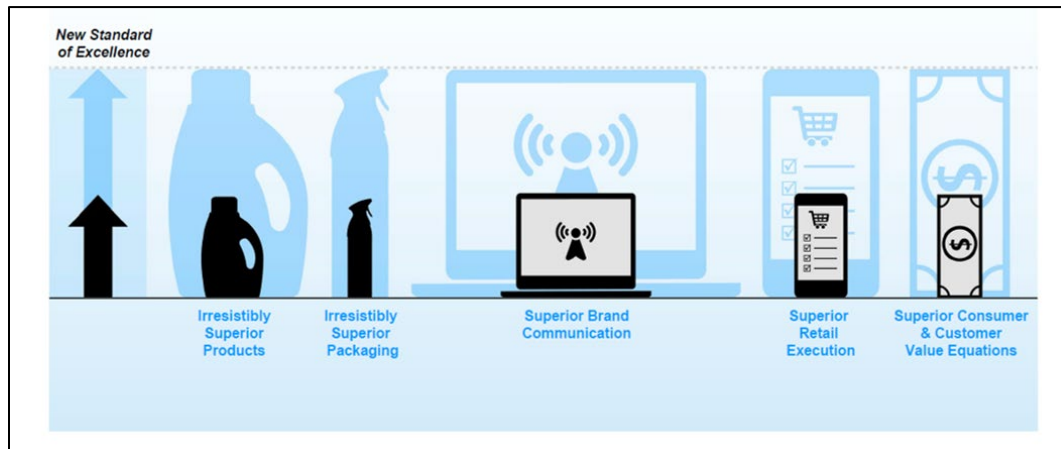 New Standard
of Excellence
Irresistibly
Superior
Products
Irresistibly
Superior
Packaging
Superior Brand
Communication
Superior
Retail
Execution
Superior Consumer
& Customer
Value Equations